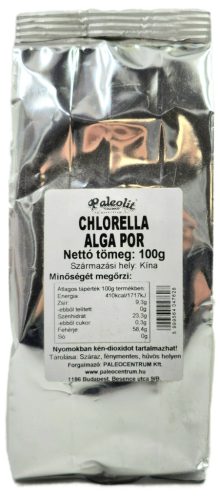 Paleolit
CHLORELLA
ALGA POR
Nettó tömeg: 100g
Származási hely: Kína
Minőségét megőrzi:
Átlagos tápérték 100g termékben:
Energia 410kcal/1717kJ
Zsír 9,3g
-ebből telített 0g
Szénhidrát 23,3g
-ebből cukor 0,3g
Fehérje 58,4g
Só 0g
Nyomokban kén-dioxidot tartalmazhat!
Tárolása: Száraz, fénymentes, hűvös helyen
Forgalmazó: PALEOCENTRUM Kft.
www.paleocentrum.hu
1186 Budapest, Besence utca 9/B